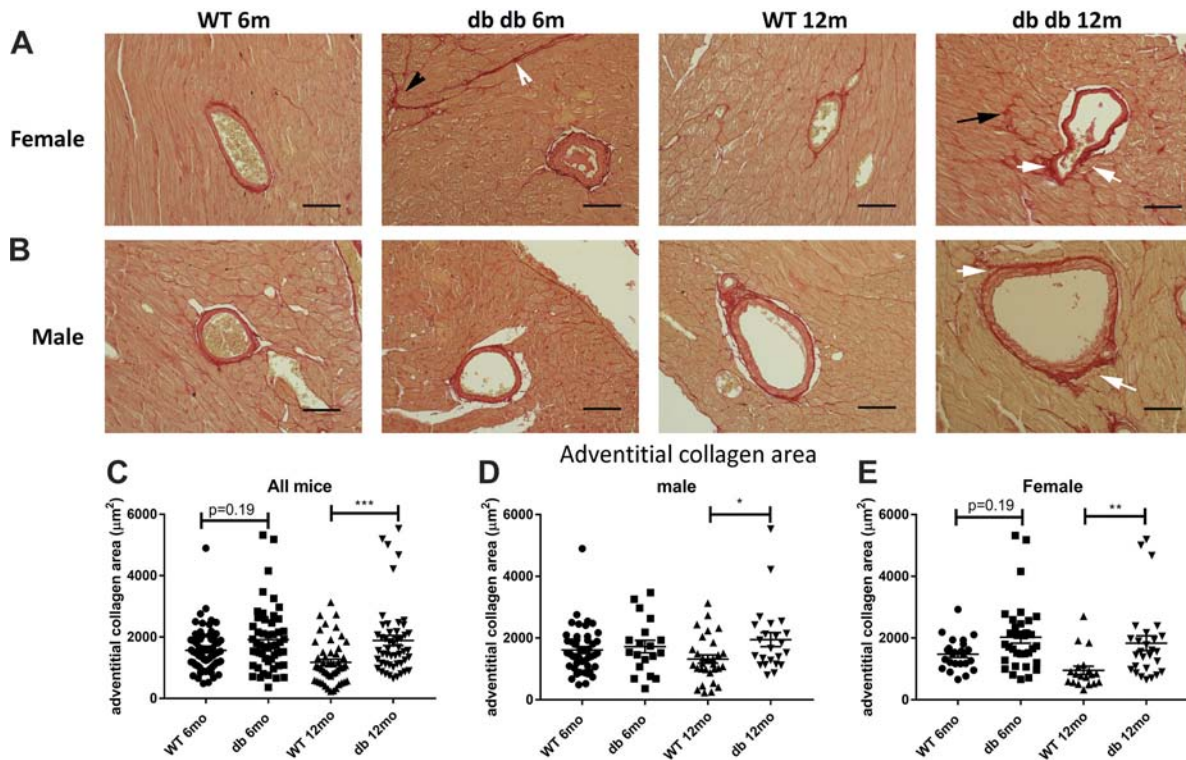 WT 6m db db 6m WT 12m db db 12m
A
Female
B
Male
Adventitial collagen area
C
All mice
adventitial collagen area (μm²)
6000
4000
2000
0
p=0.19
***
WT 6mo
db 6mo
WT 12mo
db 12mo
D
male
adventitial collagen area (μm²)
6000
4000
2000
0
*
WT 6mo
db 6mo
WT 12mo
db 12mo
E
Female
adventitial collagen area (μm²)
6000
4000
2000
0
p=0.19
**
WT 6mo
db 6mo
WT 12mo
db 12mo